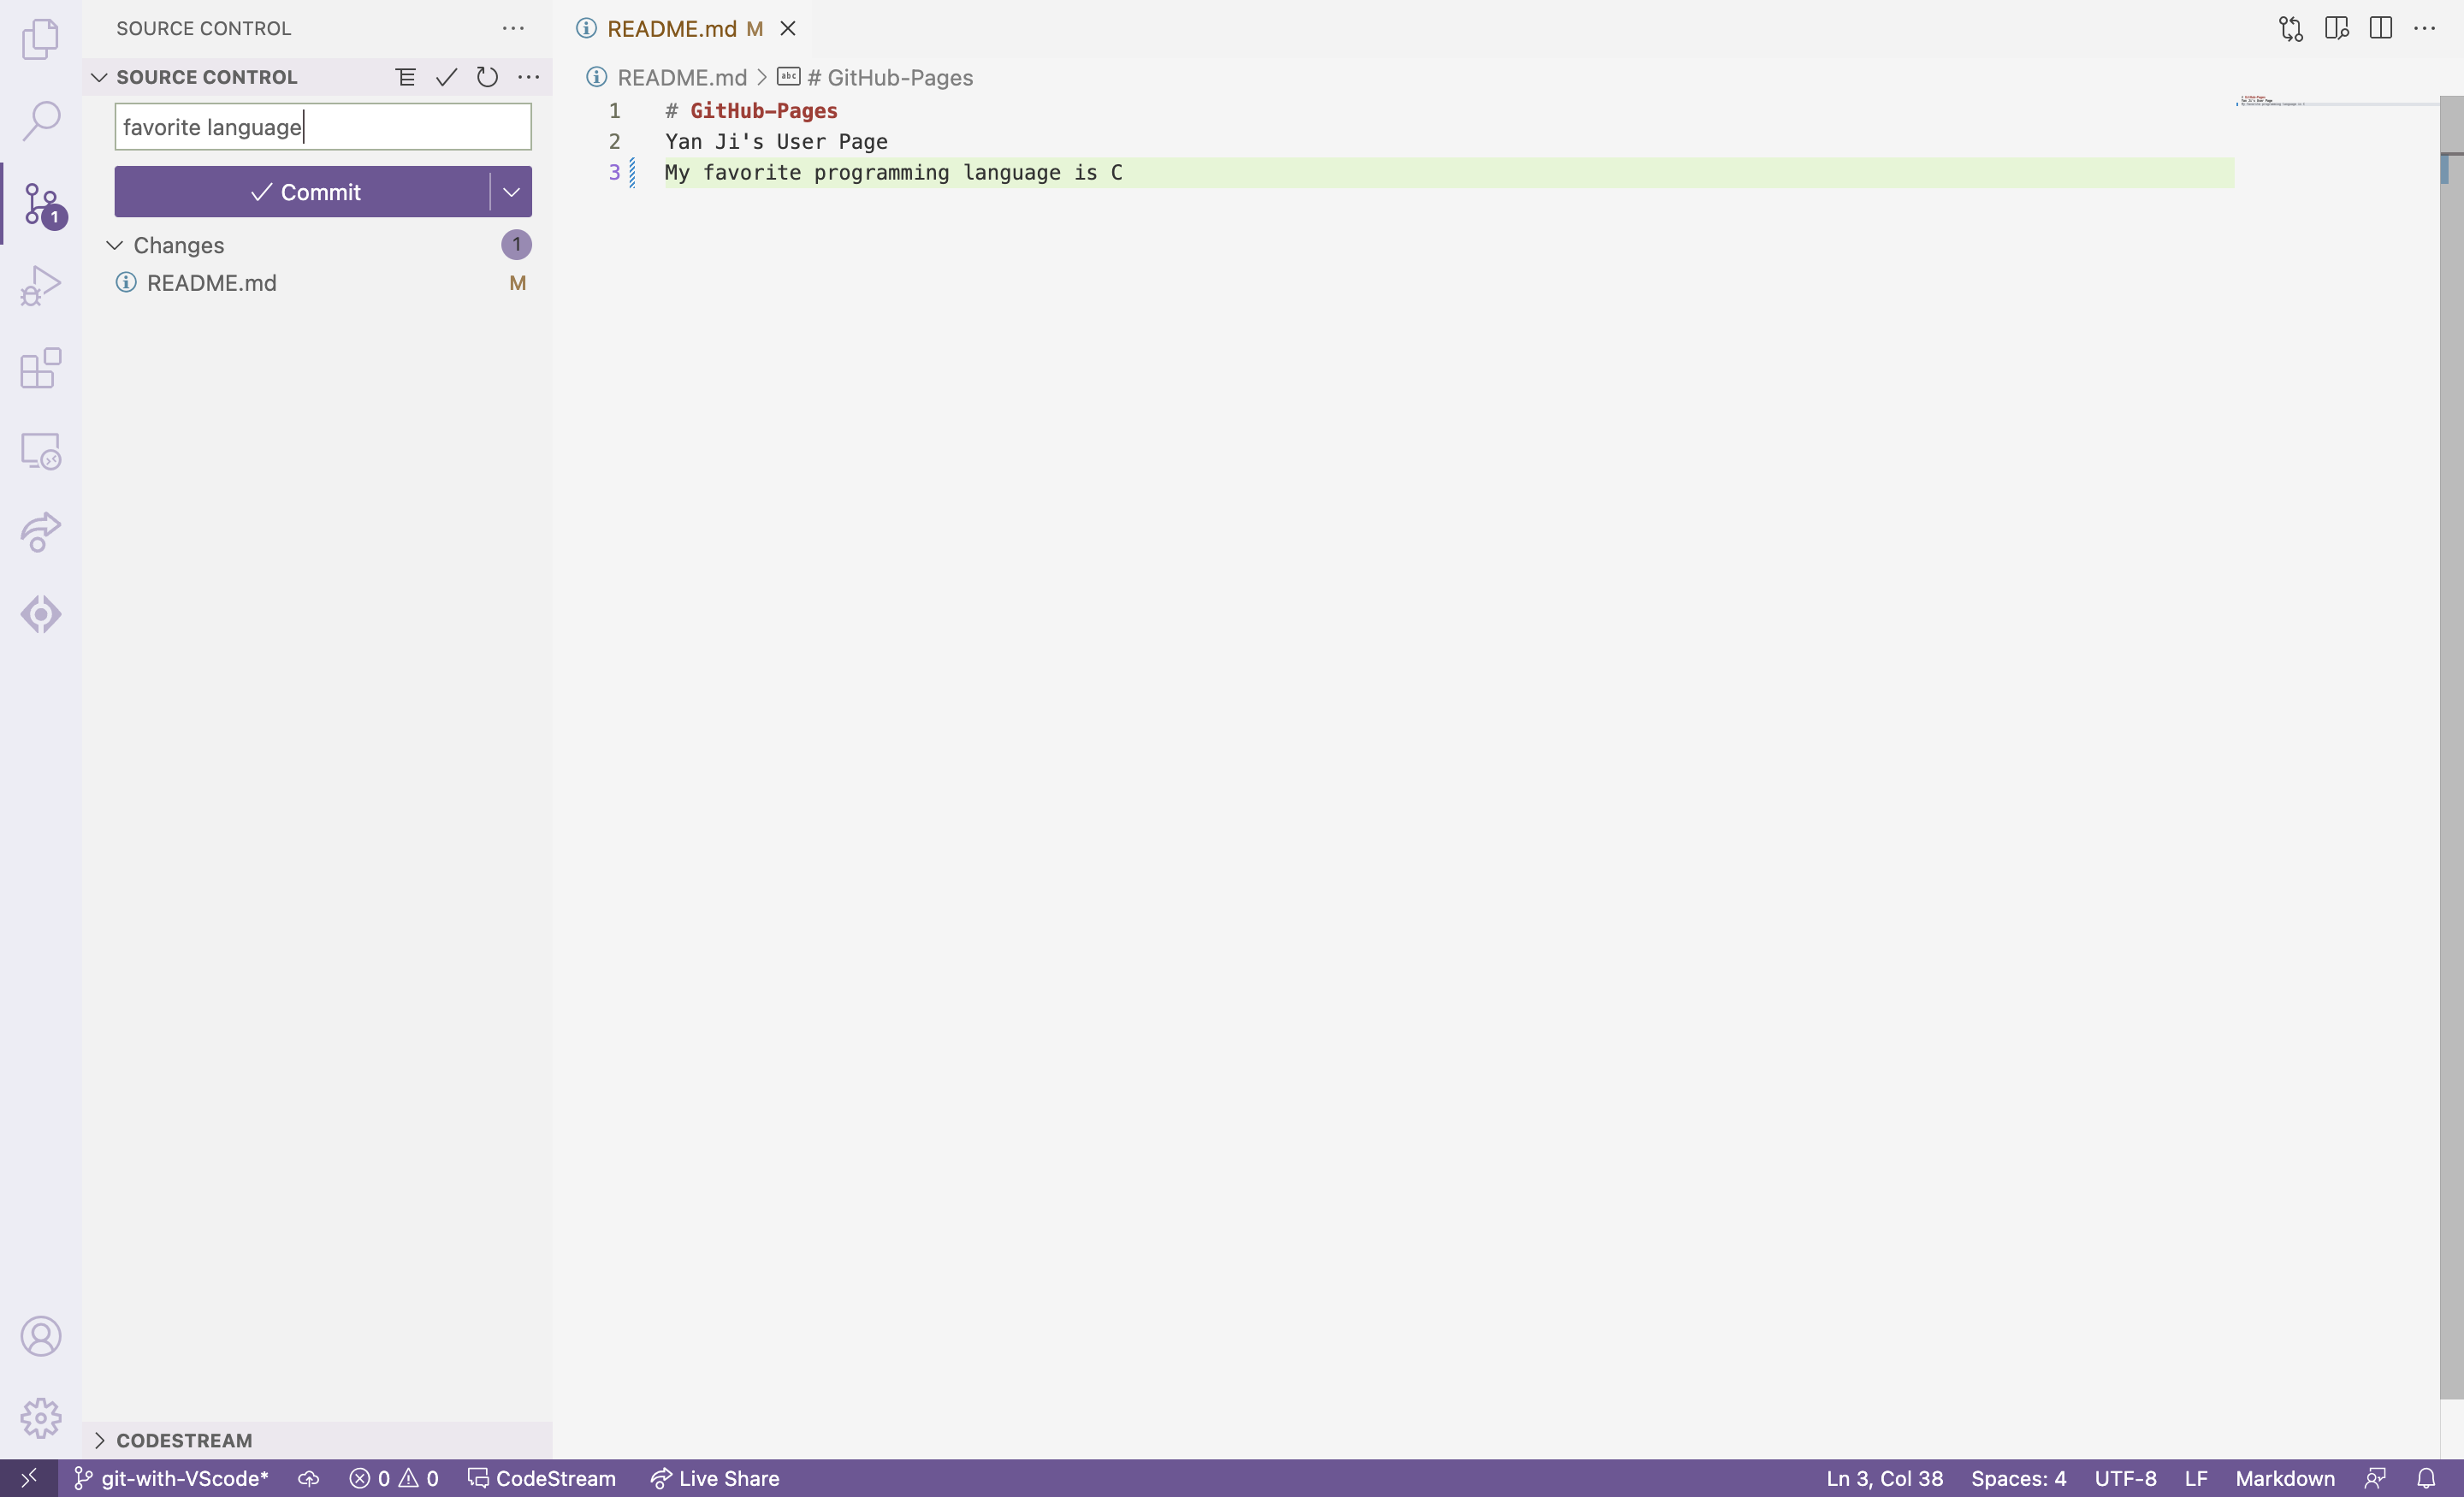 SOURCE CONTROL
SOURCE CONTROL
favorite language
Commit
Changes 1
README.md M
1
CODESTREAM
README.md M
README.md > abc # GitHub-Pages
1 # GitHub-Pages
2 Yan Ji's User Page
3 My favorite programming language is C
git-with-VScode* 0 0 CodeStream Live Share Ln 3, Col 38 Spaces: 4 UTF-8 LF Markdown